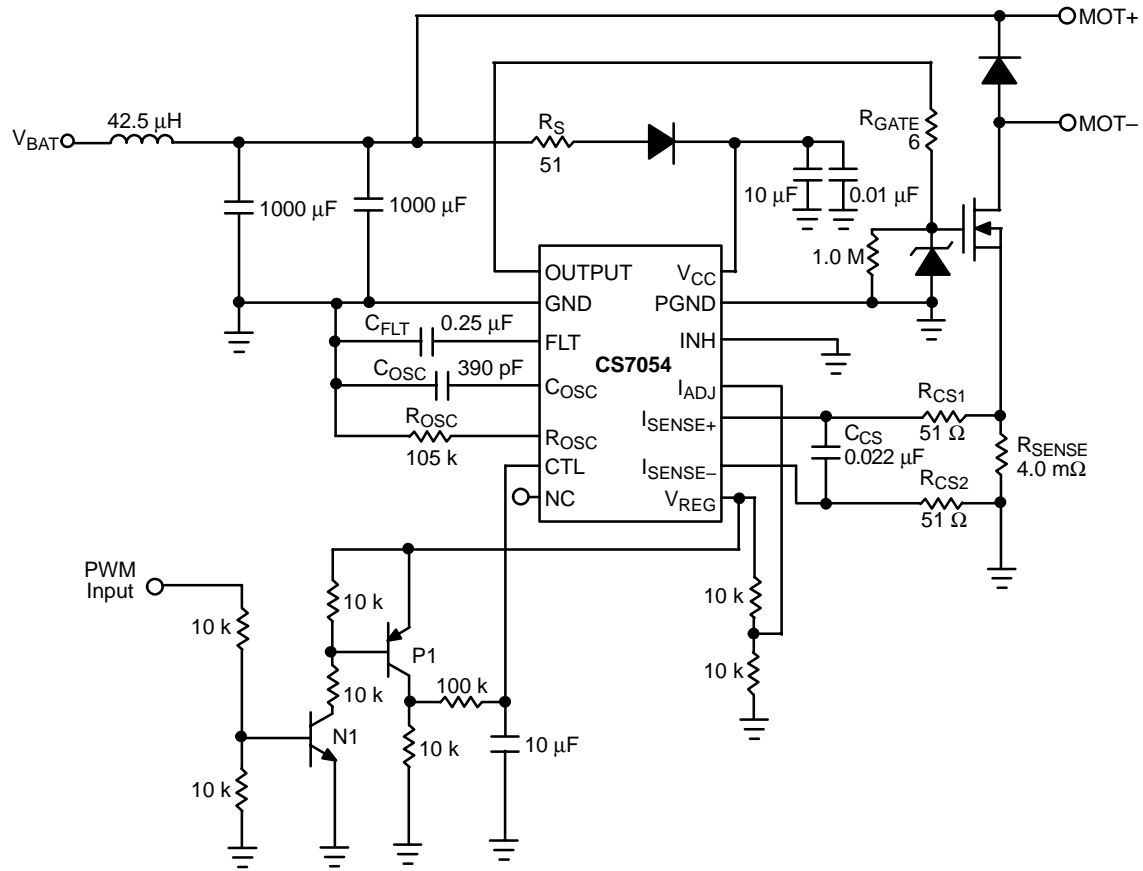 MOT+
42.5 μH
V_BAT
R_S
51
R_GATE
6
MOT–
1000 μF
1000 μF
10 μF
0.01 μF
1.0 M
OUTPUT
V_CC
GND
PGND
C_FLT
0.25 μF
FLT
INH
CS7054
C_OSC
390 pF
C_OSC
I_ADJ
R_OSC
105 k
R_OSC
I_SENSE+
R_CS1
51 Ω
C_CS
0.022 μF
R_SENSE
4.0 mΩ
CTL
I_SENSE–
R_CS2
51 Ω
NC
V_REG
PWM
Input
10 k
10 k
10 k
P1
10 k
100 k
10 k
N1
10 k
10 μF
10 k
10 k